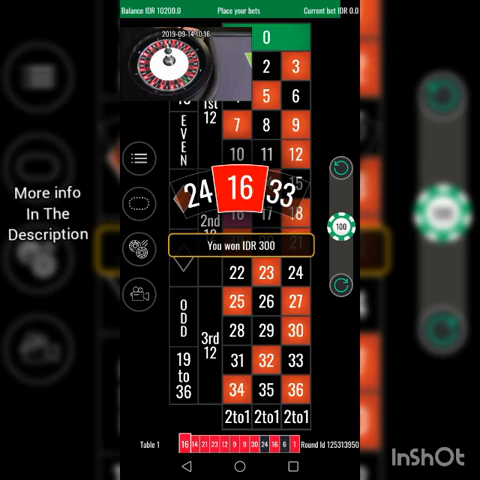 Balance IDR 10200.0 Place your bets Current bet IDR 0.0
2019-09-14 10:16
0
2 3
1st 12
5 6
EVEN
7 8 9
10 11 12
15
24 16 33
2nd
18
You won IDR 300
22 23 24
ODD
25 26 27
28 29 30
3rd 12
31 32 33
19 to 36
34 35 36
2to1 2to1 2to1
100
More info
In The
Description
Table 1 16 14 21 23 12 9 9 30 24 16 6 1 Round Id 125313950
InShOt